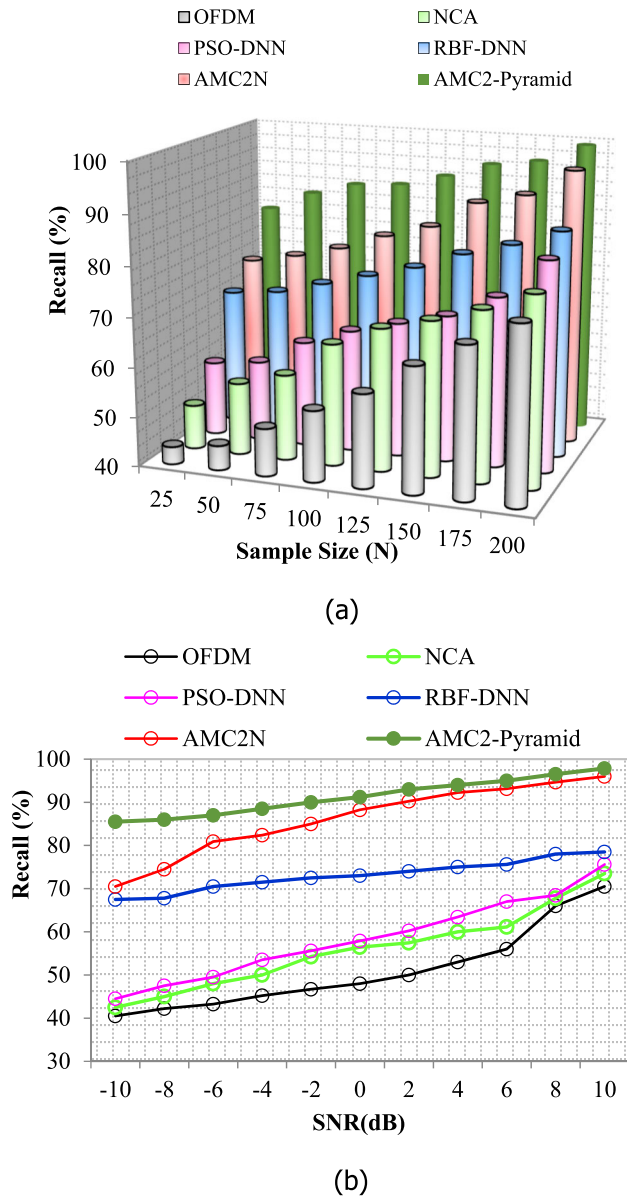 OFDM NCA
PSO-DNN RBF-DNN
AMC2N AMC2-Pyramid
100
90
80
70
60
50
40
Recall (%)
25 50 75 100 125 150 175 200
Sample Size (N)
(a)
OFDM NCA
PSO-DNN RBF-DNN
AMC2N AMC2-Pyramid
100
90
80
70
60
50
40
30
Recall (%)
-10 -8 -6 -4 -2 0 2 4 6 8 10
SNR(dB)
(b)